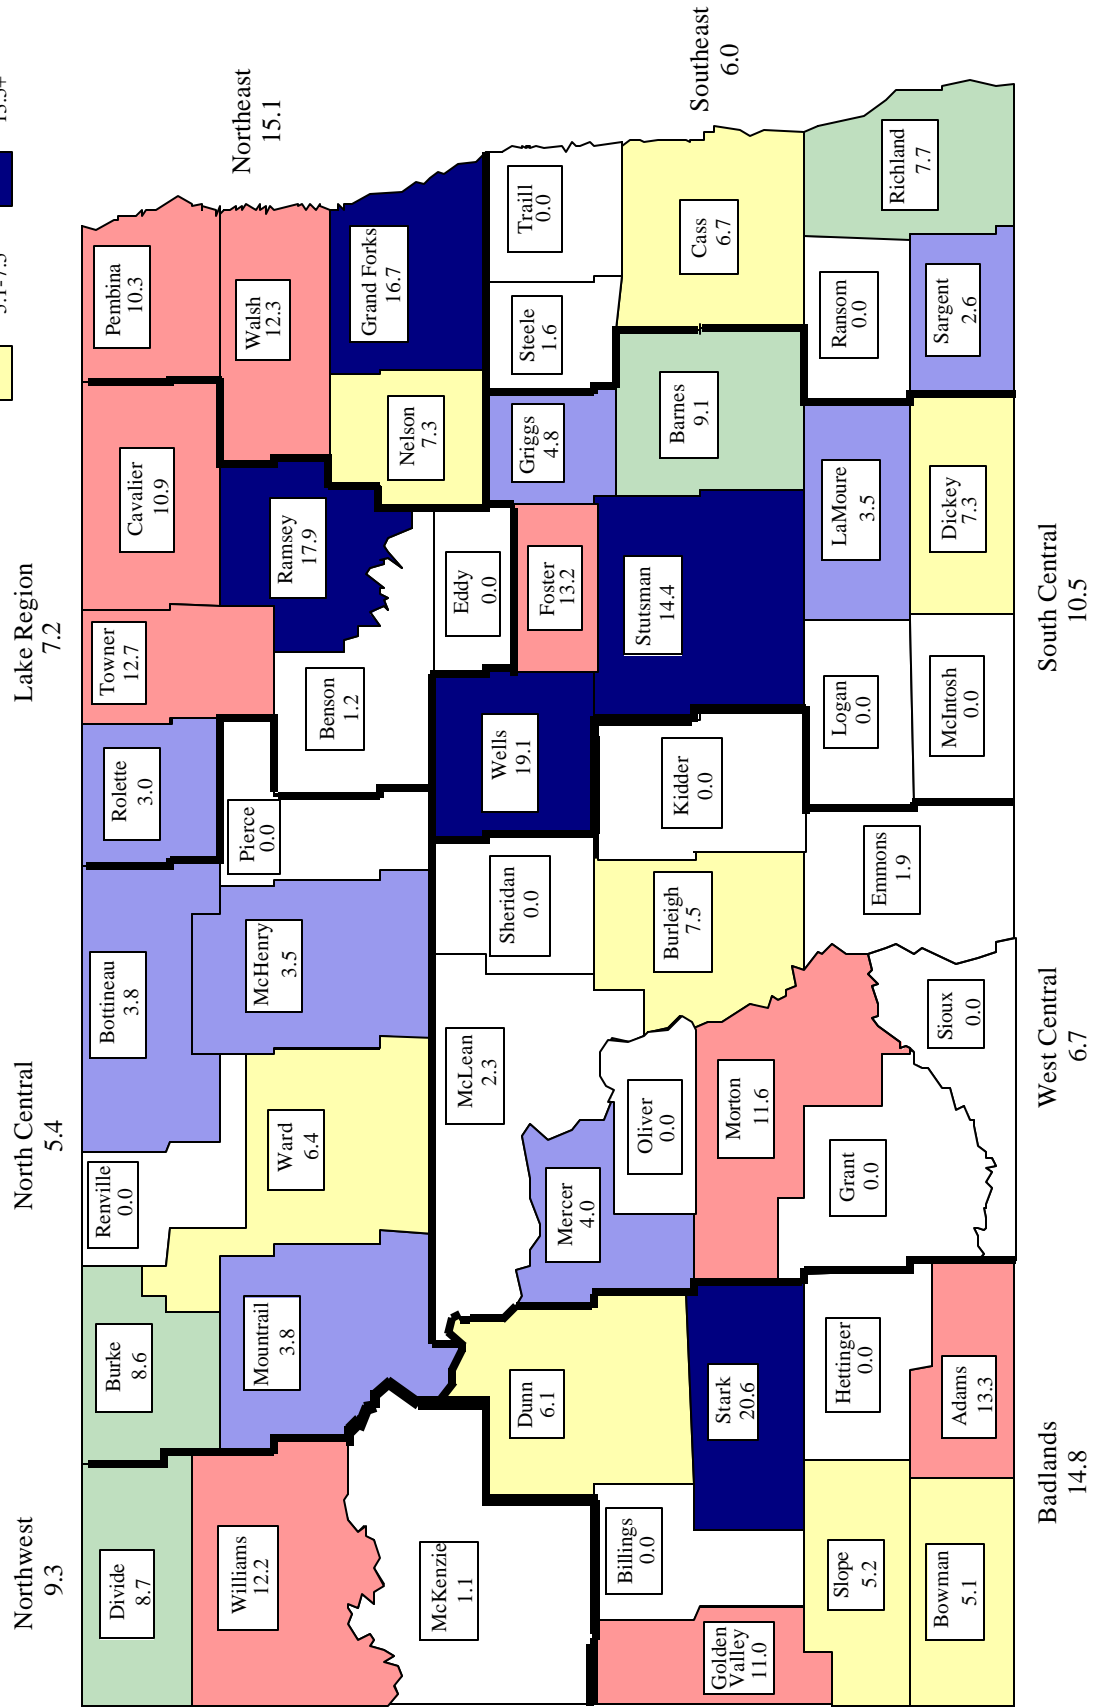 Northwest
9.3
North Central
5.4
Lake Region
7.2
Northeast
15.1
Divide
8.7
Burke
8.6
Renville
0.0
Bottineau
3.8
Rolette
3.0
Towner
12.7
Cavalier
10.9
Pembina
10.3
Williams
12.2
Mountrail
3.8
Ward
6.4
McHenry
3.5
Pierce
0.0
Benson
1.2
Ramsey
17.9
Walsh
12.3
Nelson
7.3
Grand Forks
16.7
McKenzie
1.1
McLean
2.3
Sheridan
0.0
Wells
19.1
Eddy
0.0
Foster
13.2
Griggs
4.8
Steele
1.6
Traill
0.0
Dunn
6.1
Mercer
4.0
Oliver
0.0
Billings
0.0
Golden
Valley
11.0
Stark
20.6
Morton
11.6
Burleigh
7.5
Kidder
0.0
Stutsman
14.4
Barnes
9.1
Cass
6.7
Slope
5.2
Hettinger
0.0
Grant
0.0
Emmons
1.9
Logan
0.0
LaMoure
3.5
Ransom
0.0
Richland
7.7
Bowman
5.1
Adams
13.3
Sioux
0.0
McIntosh
0.0
Dickey
7.3
Sargent
2.6
Southeast
6.0
Badlands
14.8
West Central
6.7
South Central
10.5